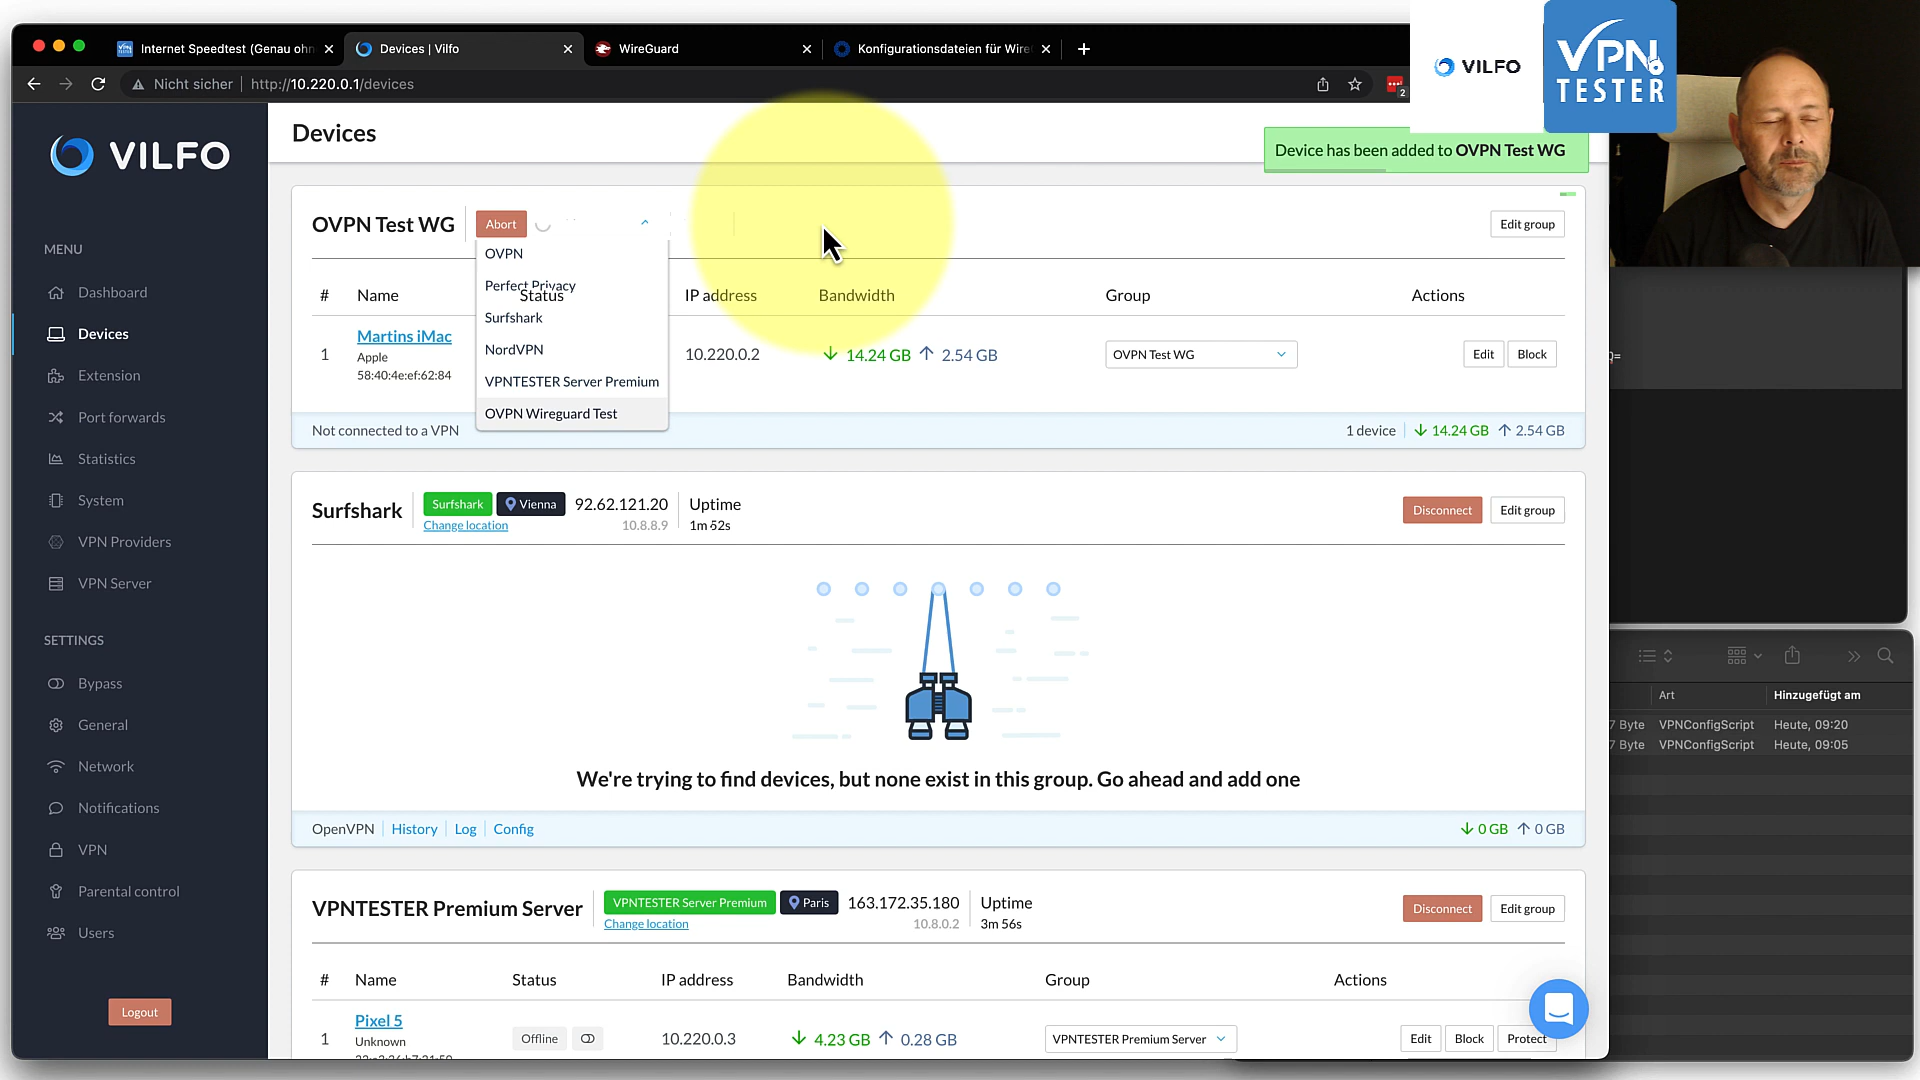 Internet Speedtest (Genau ohn
Devices | Vilfo
WireGuard
Konfigurationsdateien für Wire
Nicht sicher
http://10.220.0.1/devices
2
VILFO
VPN
TESTER
VILFO
Devices
Device has been added to OVPN Test WG
MENU
Dashboard
Devices
Extension
Port forwards
Statistics
System
VPN Providers
VPN Server
SETTINGS
Bypass
General
Network
Notifications
VPN
Parental control
Users
Logout
OVPN Test WG
Abort
Edit group
OVPN
Perfect Privacy
Surfshark
NordVPN
VPNTESTER Server Premium
OVPN Wireguard Test
# Name Status IP address Bandwidth Group Actions
1 Martins iMac 10.220.0.2 14.24 GB 2.54 GB OVPN Test WG Edit Block
Apple
58:40:4e:ef:62:84
Not connected to a VPN
1 device 14.24 GB 2.54 GB
Surfshark
Surfshark Vienna 92.62.121.20 Uptime
Change location 10.8.8.9 1m 52s
Disconnect Edit group
We're trying to find devices, but none exist in this group. Go ahead and add one
OpenVPN History Log Config
0 GB 0 GB
VPNTESTER Premium Server
VPNTESTER Server Premium Paris 163.172.35.180 Uptime
Change location 10.8.0.2 3m 56s
Disconnect Edit group
# Name Status IP address Bandwidth Group Actions
1 Pixel 5 Offline 10.220.0.3 4.23 GB 0.28 GB VPNTESTER Premium Server Edit Block Protect
Unknown
Art Hinzugefügt am
7 Byte VPNConfigScript Heute, 09:20
7 Byte VPNConfigScript Heute, 09:05